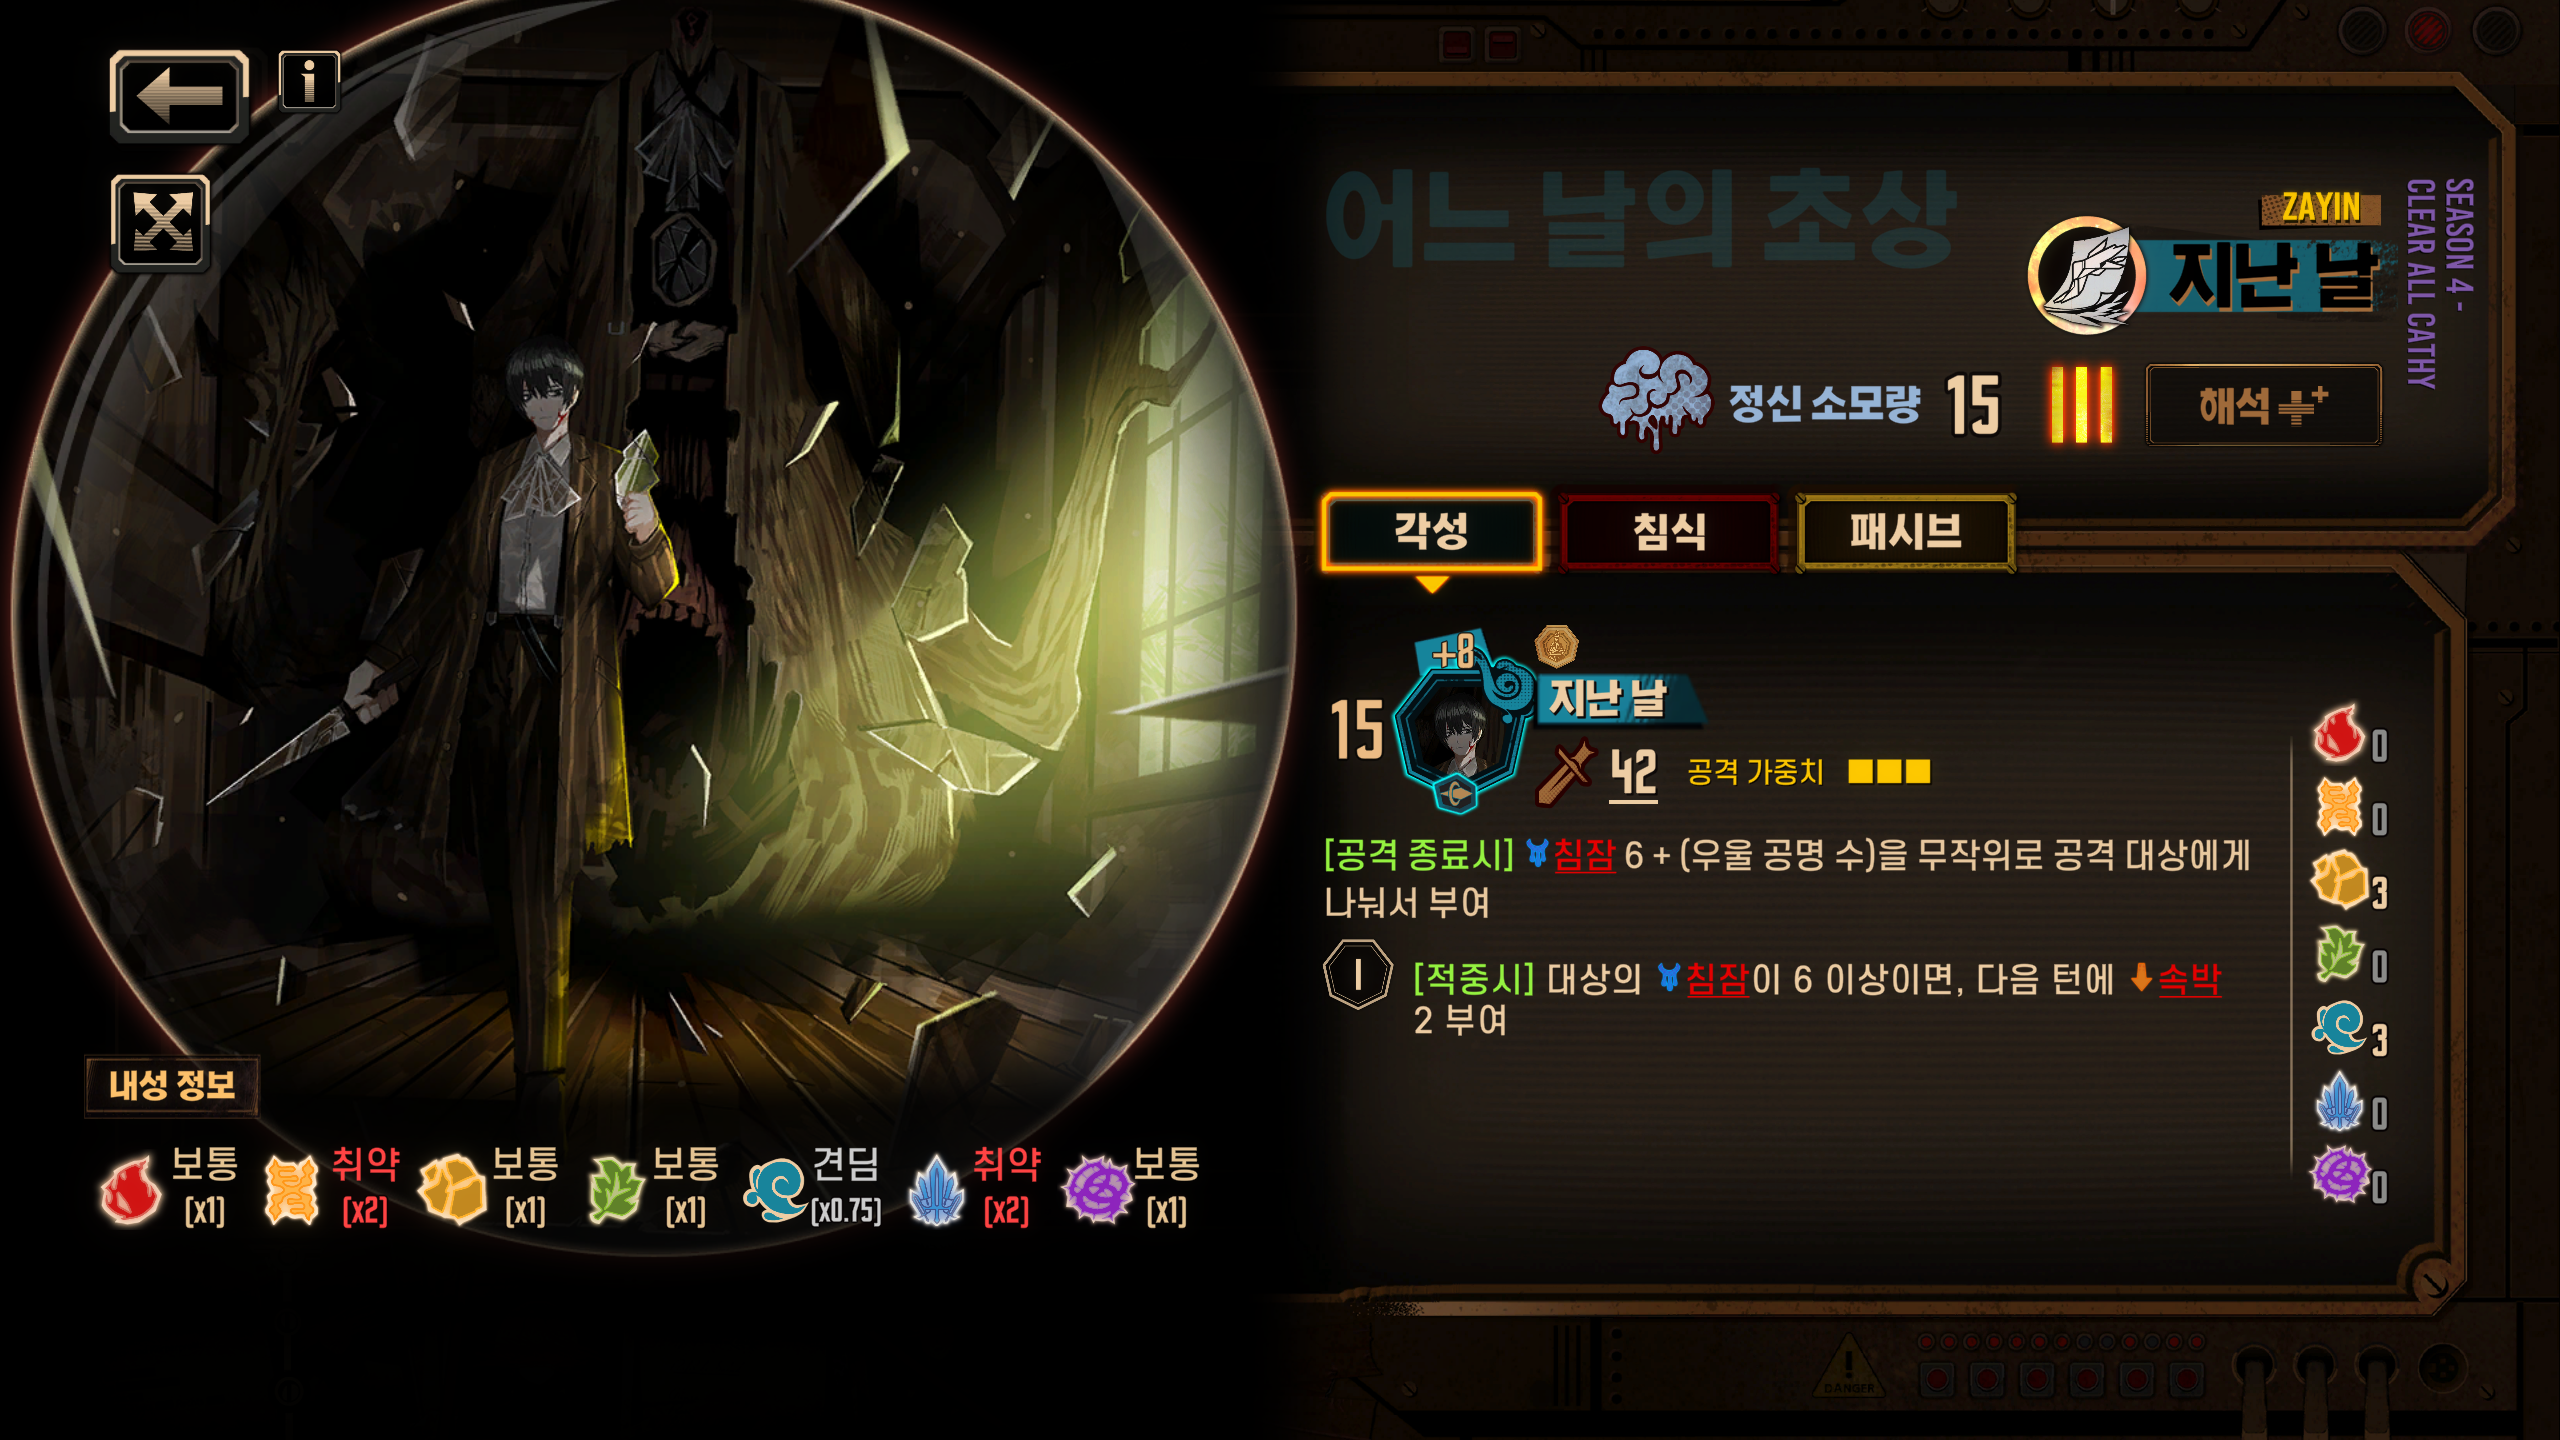 어느 날의 초상
ZAYIN
지난 날
SEASON 4 -
CLEAR ALL CATHY
정신 소모량 15
III
해석
각성
침식
패시브
+8
15
지난 날
42
공격 가중치
[공격 종료시] 침잠 6 + (우울 공명 수)을 무작위로 공격 대상에게
나눠서 부여
I
[적중시] 대상의 침잠이 6 이상이면, 다음 턴에 속박
2 부여
0
0
3
0
3
0
0
내성 정보
보통
(x1)
취약
(x2)
보통
(x1)
보통
(x1)
견딤
(x0.75)
취약
(x2)
보통
(x1)
DANGER